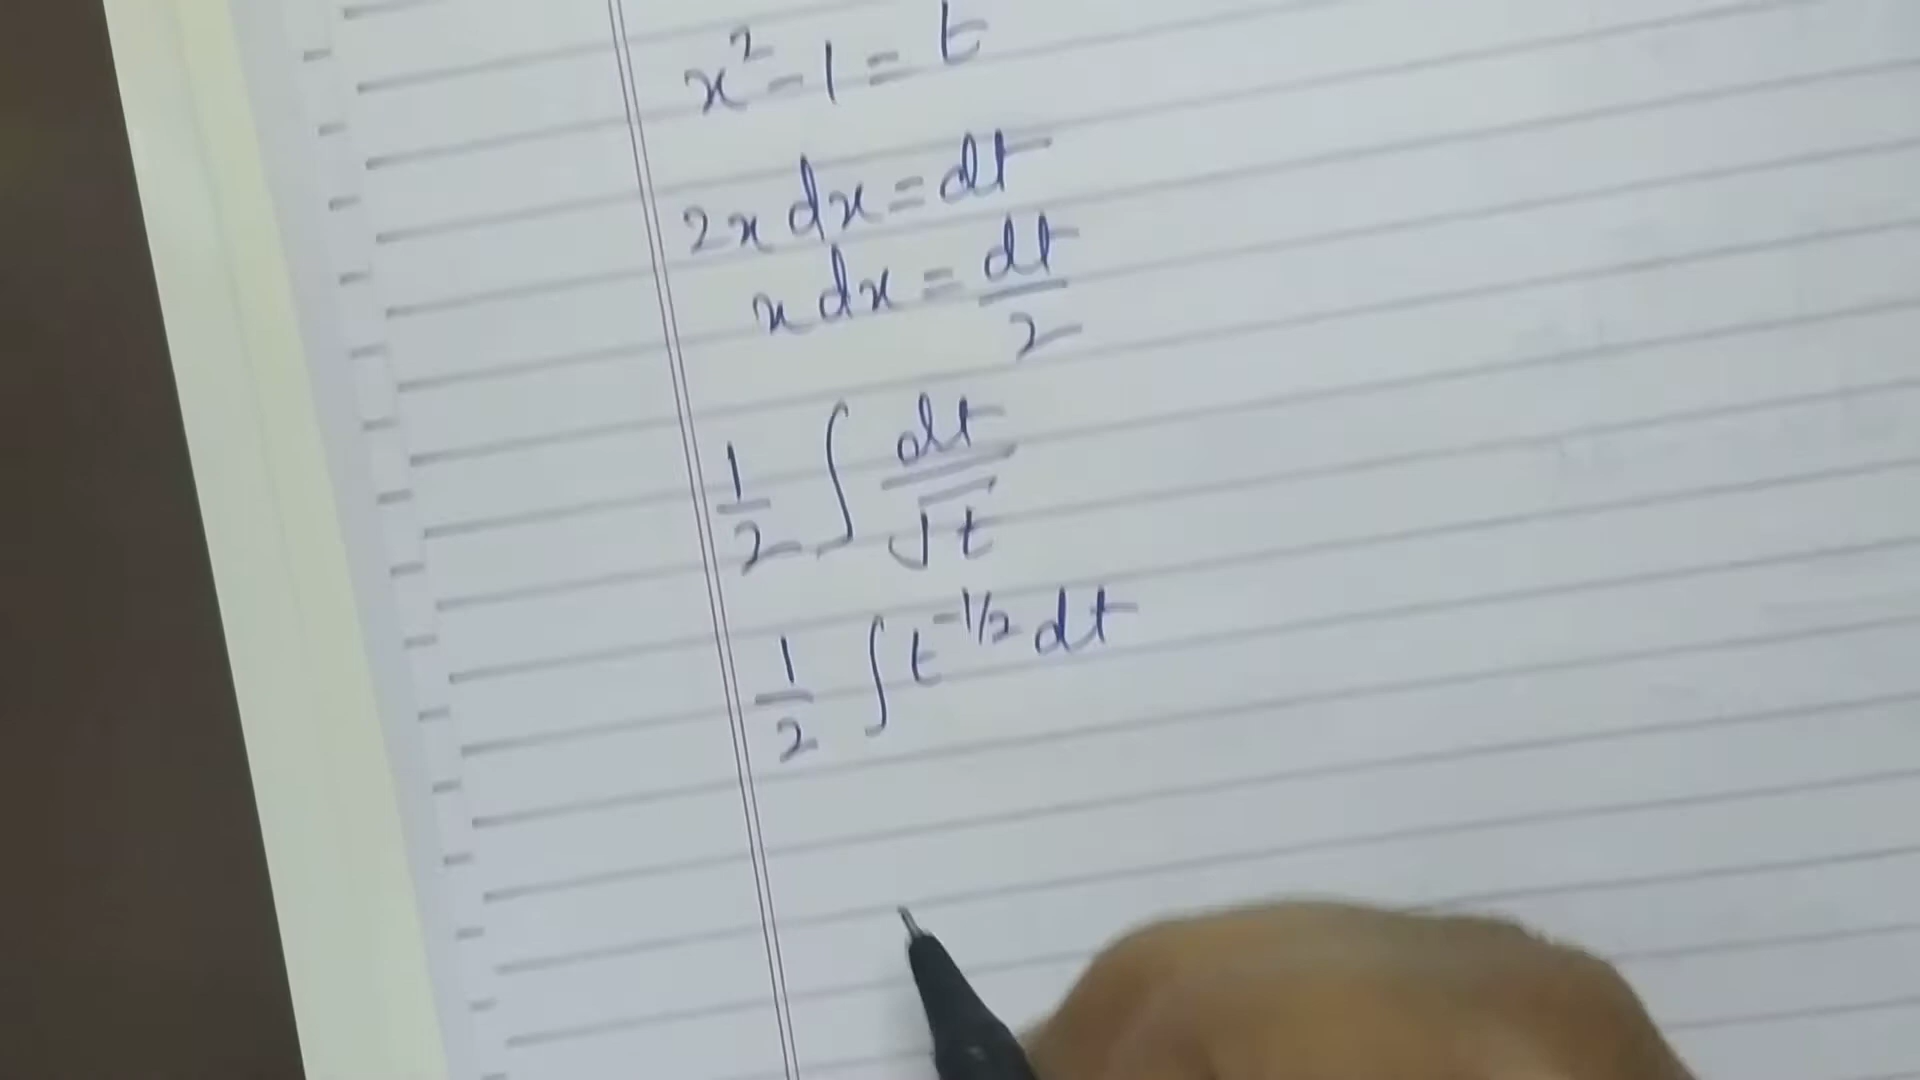 x² - 1 = t
2x dx = dt
x dx = dt/2
1/2 ∫ dt/√t
1/2 ∫ t^(-1/2) dt